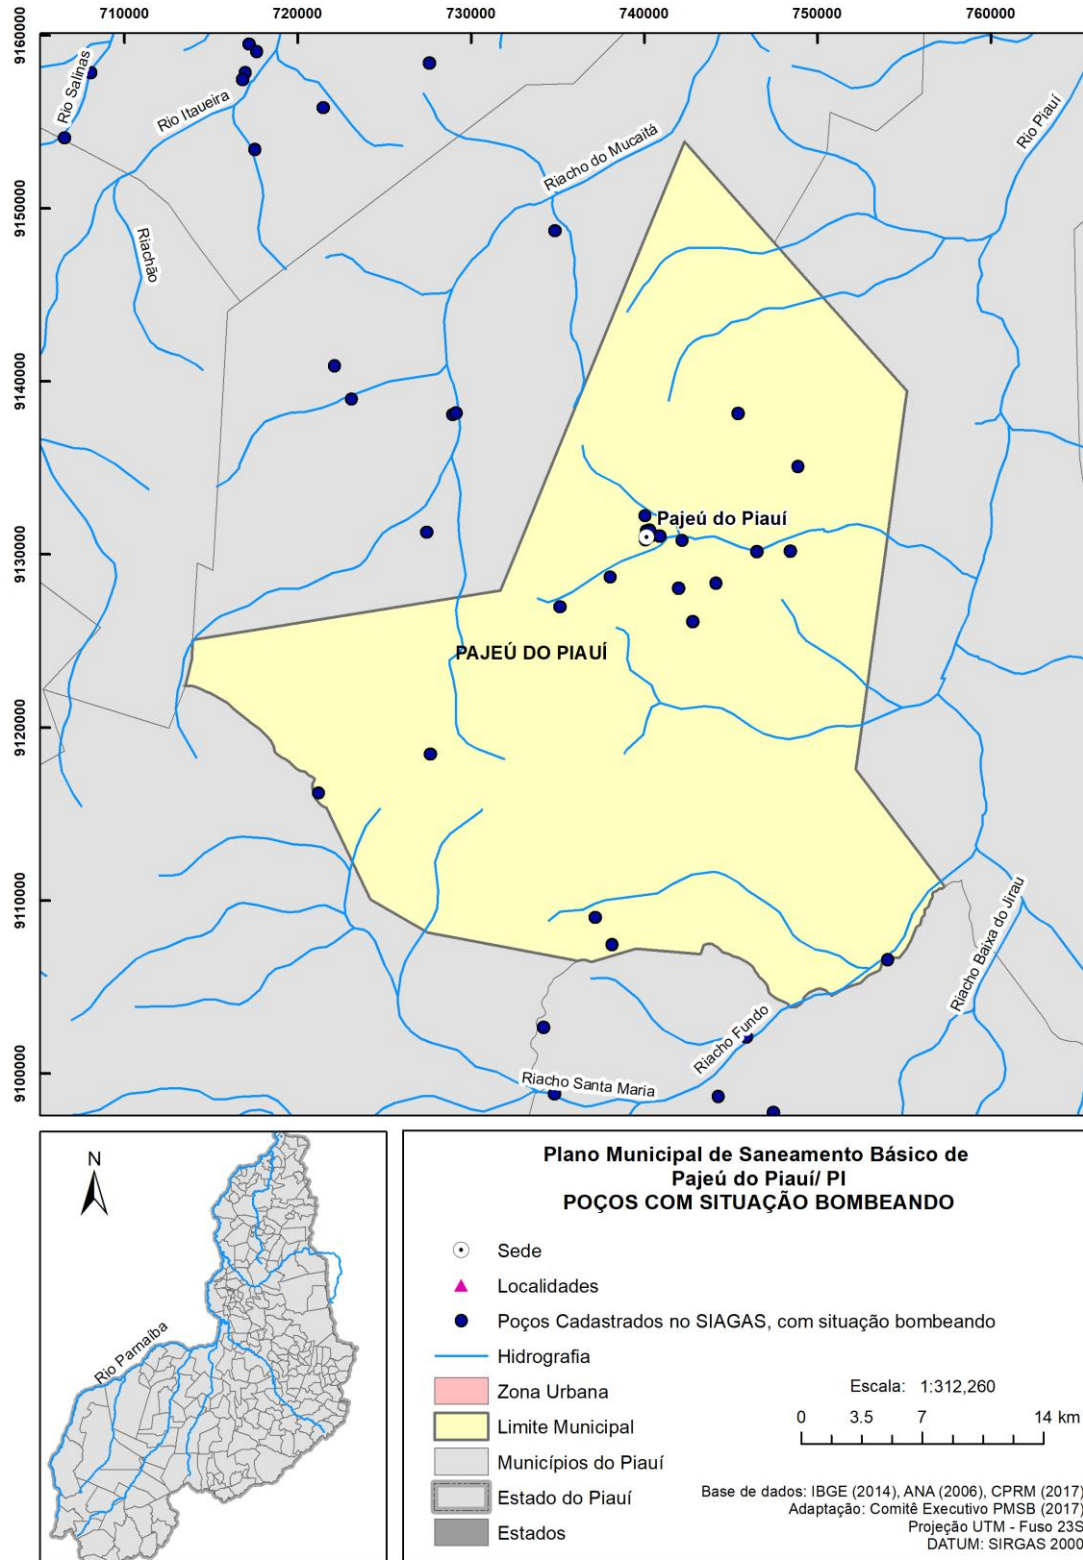 710000 720000 730000 740000 750000 760000
9160000
9150000
9140000
9130000
9120000
9110000
9100000
Rio Salinas
Rio Itaueira
Riacho do Mucaitá
Rio Piauí
Riachão
Pajeú do Piauí
PAJEÚ DO PIAUÍ
Riacho Baixa do Jirau
Riacho Fundo
Riacho Santa Maria
N
Rio Parnaíba
Plano Municipal de Saneamento Básico de
Pajeú do Piauí/ PI
POÇOS COM SITUAÇÃO BOMBEANDO
Sede
Localidades
Poços Cadastrados no SIAGAS, com situação bombeando
Hidrografia
Zona Urbana
Limite Municipal
Municípios do Piauí
Estado do Piauí
Estados
Escala: 1:312,260
0 3.5 7 14 km
Base de dados: IBGE (2014), ANA (2006), CPRM (2017)
Adaptação: Comitê Executivo PMSB (2017)
Projeção UTM - Fuso 23S
DATUM: SIRGAS 2000